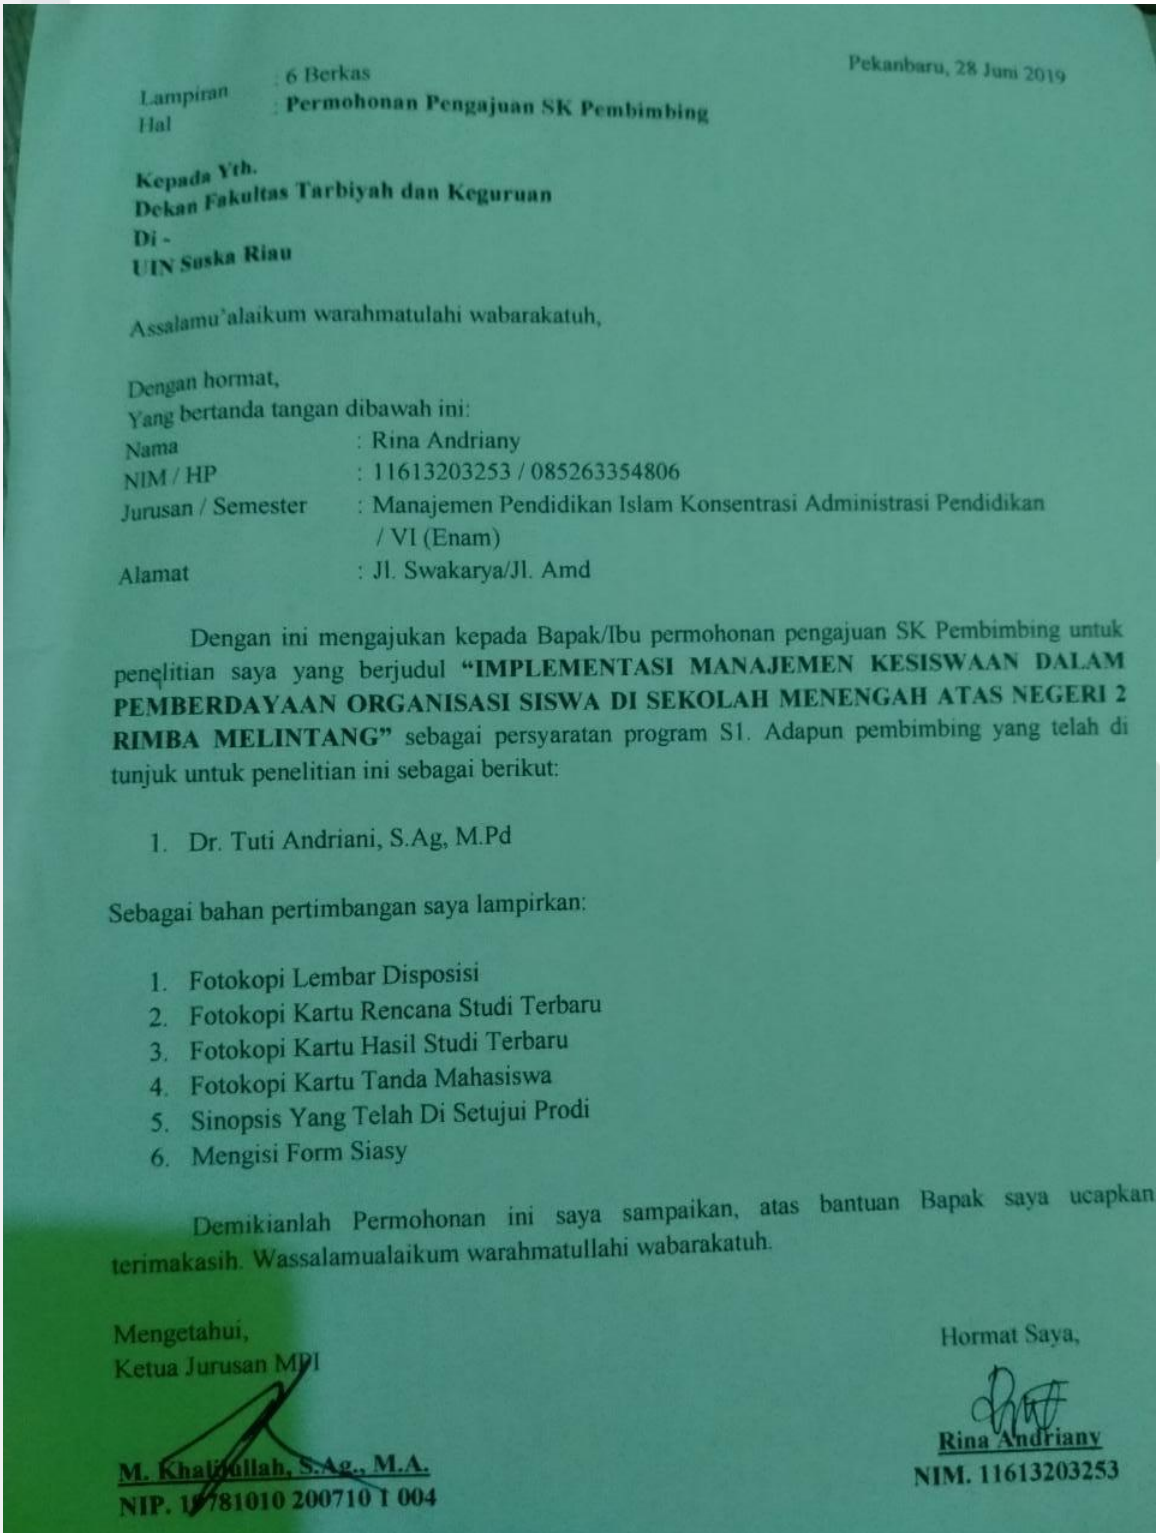 Pekanbaru, 28 Juni 2019
Lampiran : 6 Berkas
Hal : Permohonan Pengajuan SK Pembimbing
Kepada Yth.
Dekan Fakultas Tarbiyah dan Keguruan
Di -
UIN Suska Riau
Assalamu'alaikum warahmatulahi wabarakatuh,
Dengan hormat,
Yang bertanda tangan dibawah ini:
Nama : Rina Andriany
NIM / HP : 11613203253 / 085263354806
Jurusan / Semester : Manajemen Pendidikan Islam Konsentrasi Administrasi Pendidikan
/ VI (Enam)
Alamat : Jl. Swakarya/Jl. Amd
Dengan ini mengajukan kepada Bapak/Ibu permohonan pengajuan SK Pembimbing untuk
penelitian saya yang berjudul “IMPLEMENTASI MANAJEMEN KESISWAAN DALAM
PEMBERDAYAAN ORGANISASI SISWA DI SEKOLAH MENENGAH ATAS NEGERI 2
RIMBA MELINTANG” sebagai persyaratan program S1. Adapun pembimbing yang telah di
tunjuk untuk penelitian ini sebagai berikut:
1. Dr. Tuti Andriani, S.Ag, M.Pd
Sebagai bahan pertimbangan saya lampirkan:
1. Fotokopi Lembar Disposisi
2. Fotokopi Kartu Rencana Studi Terbaru
3. Fotokopi Kartu Hasil Studi Terbaru
4. Fotokopi Kartu Tanda Mahasiswa
5. Sinopsis Yang Telah Di Setujui Prodi
6. Mengisi Form Siasy
Demikianlah Permohonan ini saya sampaikan, atas bantuan Bapak saya ucapkan
terimakasih. Wassalamualaikum warahmatullahi wabarakatuh.
Mengetahui,
Ketua Jurusan MPI
M. Khalilullah, S.Ag., M.A.
NIP. 19781010 200710 1 004
Hormat Saya,
Rina Andriany
NIM. 11613203253